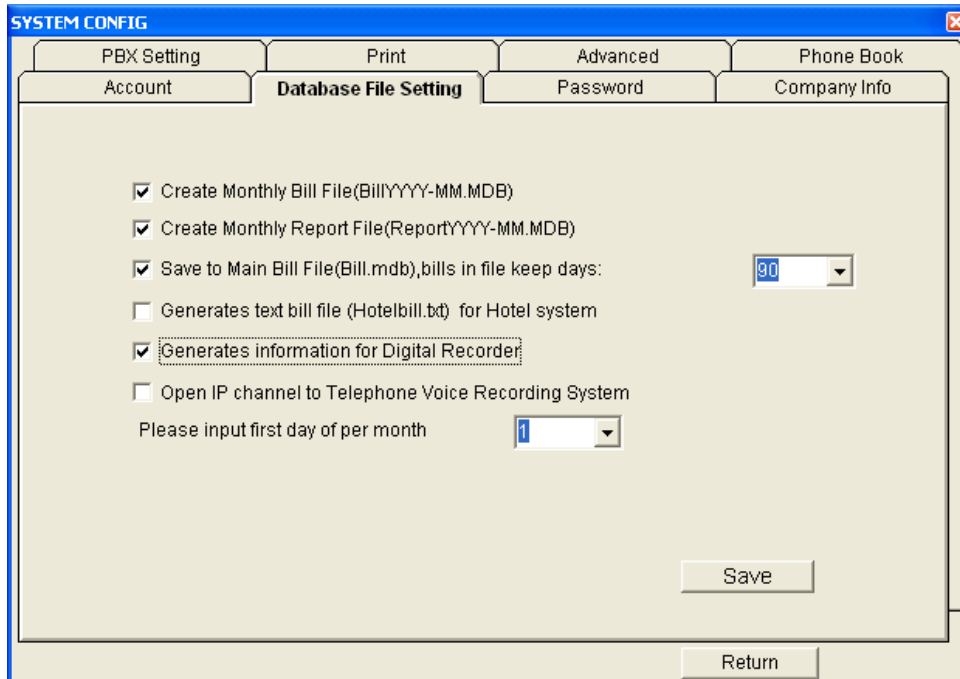 SYSTEM CONFIG
PBX Setting Print Advanced Phone Book
Account Database File Setting Password Company Info
Create Monthly Bill File(BillYYYY-MM.MDB)
Create Monthly Report File(ReportYYYY-MM.MDB)
Save to Main Bill File(Bill.mdb),bills in file keep days: 90
Generates text bill file (Hotelbill.txt) for Hotel system
Generates information for Digital Recorder
Open IP channel to Telephone Voice Recording System
Please input first day of per month 1
Save
Return